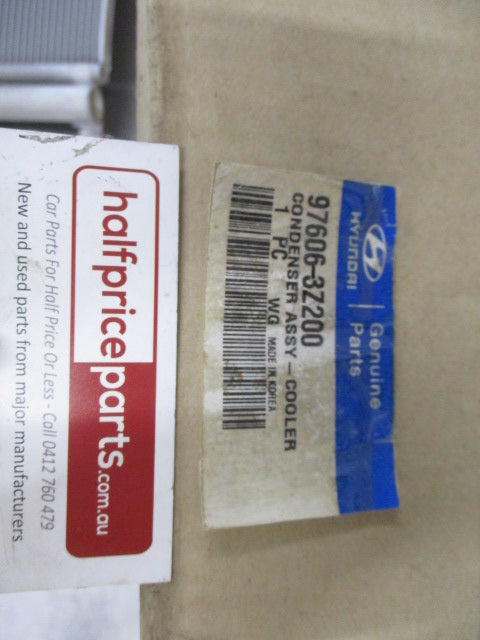 HYUNDAI
Genuine
Parts
97606-3Z200
CONDENSER ASSY-COOLER
1 PC WG MADE IN KOREA
halfpriceparts.com.au
Car Parts For Half Price Or Less - Call 0412 760 479
New and used parts from major manufacturers